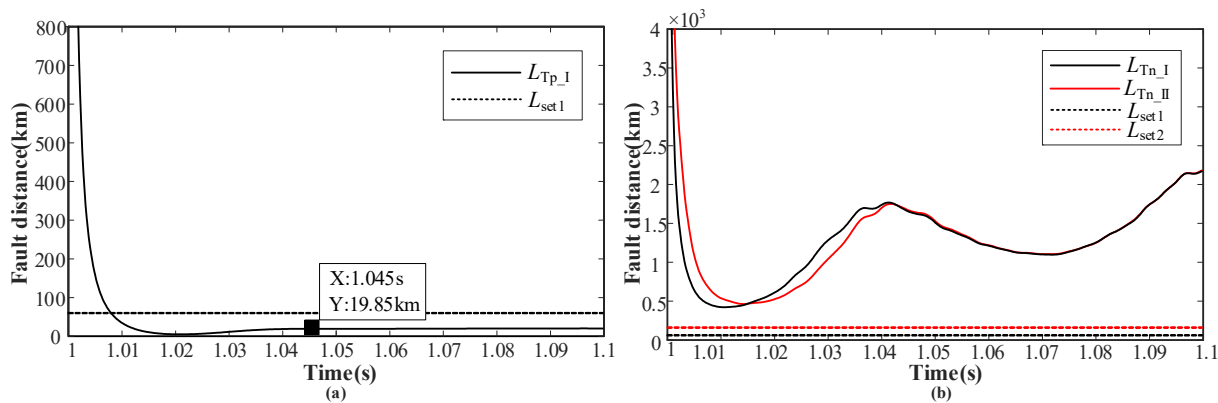 800
700
600
500
400
300
200
100
0
Fault distance(km)
L_Tp_I
L_set1
X:1.045s
Y:19.85km
1 1.01 1.02 1.03 1.04 1.05 1.06 1.07 1.08 1.09 1.1
Time(s)
(a)
×10³
4
3.5
3
2.5
2
1.5
1
0.5
0
Fault distance(km)
L_Tn_I
L_Tn_II
L_set1
L_set2
1 1.01 1.02 1.03 1.04 1.05 1.06 1.07 1.08 1.09 1.1
Time(s)
(b)